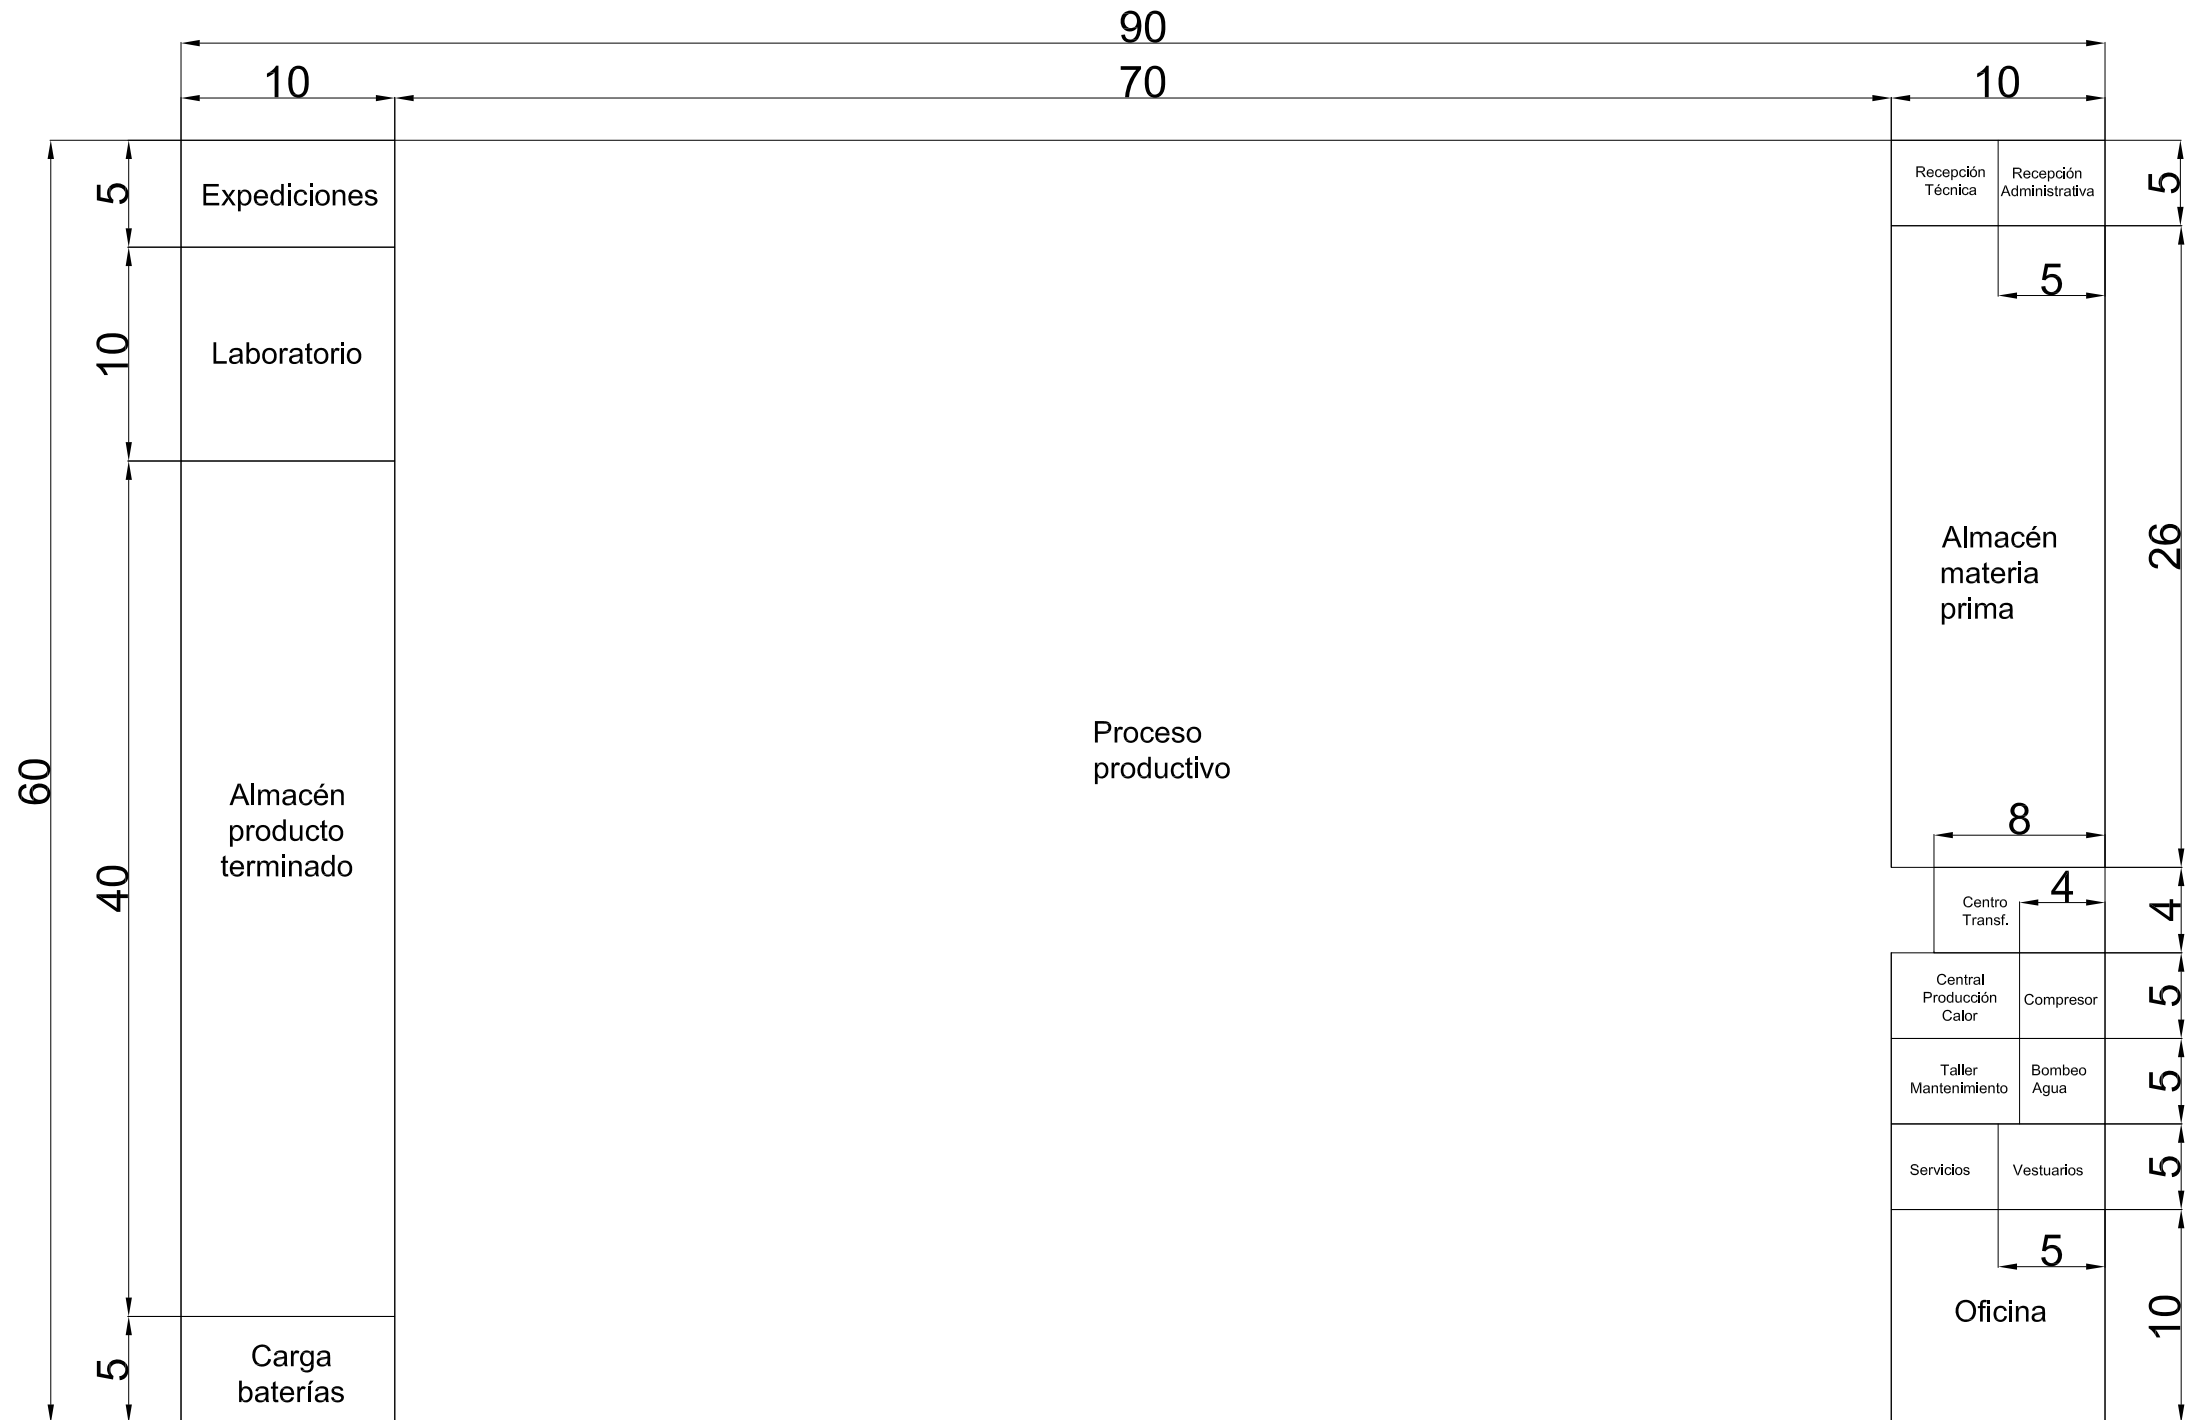 90
10
70
10
5
Expediciones
Recepción
Técnica
Recepción
Administrativa
5
5
10
Laboratorio
26
Almacén
materia
prima
Proceso
productivo
60
40
Almacén
producto
terminado
8
4
Centro
Transf.
4
Central
Producción
Calor
Compresor
5
Taller
Mantenimiento
Bombeo
Agua
5
Servicios
Vestuarios
5
5
Oficina
10
5
Carga
baterías